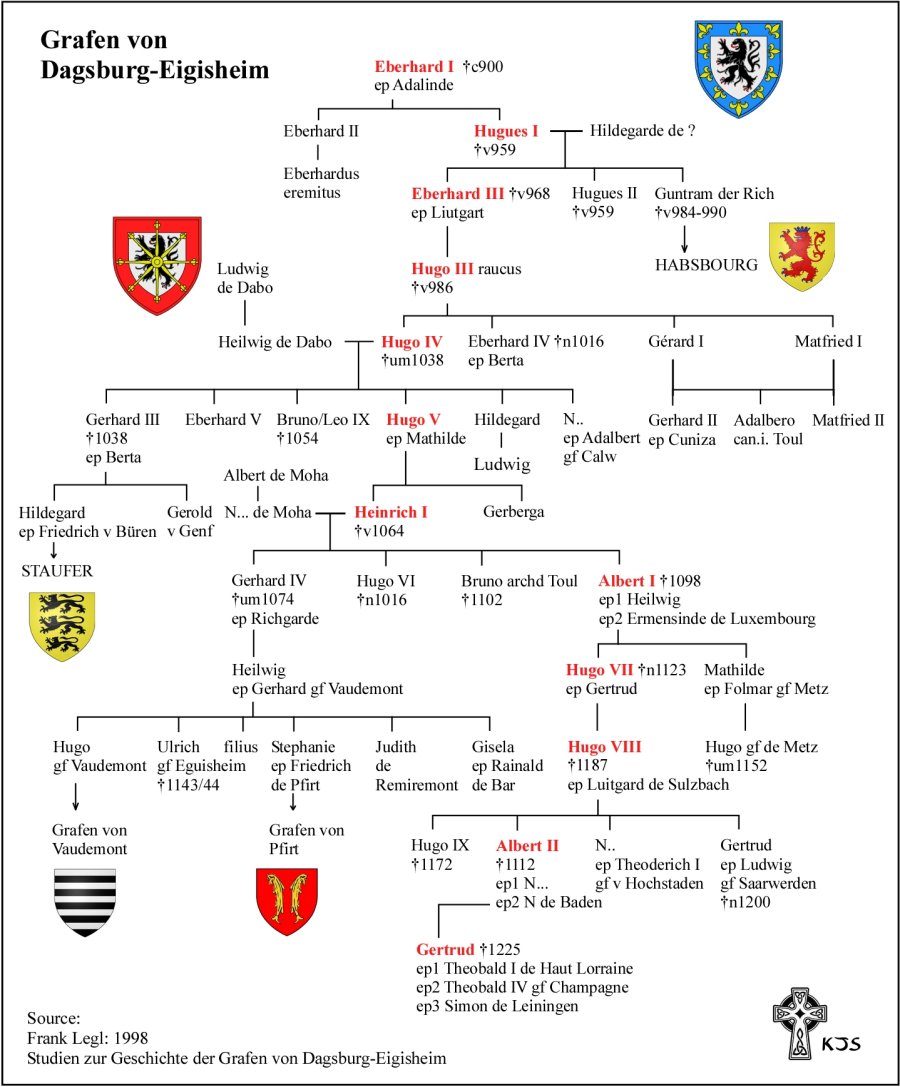 Grafen von
Dagsburg-Eigisheim
Eberhard I †c900
ep Adalinde
Eberhard II
Hugues I
†v959
Hildegarde de ?
Eberhardus
eremitus
Eberhard III †v968
ep Liutgart
Hugues II
†v959
Guntram der Rich
†v984-990
HABSBOURG
Ludwig
de Dabo
Hugo III raucus
†v986
Heilwig de Dabo
Hugo IV
†um1038
Eberhard IV †n1016
ep Berta
Gérard I
Matfried I
Gerhard III
†1038
ep Berta
Eberhard V
Bruno/Leo IX
†1054
Hugo V
ep Mathilde
Hildegard
Ludwig
N..
ep Adalbert
gf Calw
Gerhard II
ep Cuniza
Adalbero
can.i. Toul
Matfried II
Albert de Moha
Hildegard
ep Friedrich v Büren
Gerold
v Genf
N... de Moha
Heinrich I
†v1064
Gerberga
STAUFER
Gerhard IV
†um1074
ep Richgarde
Hugo VI
†n1016
Bruno archd Toul
†1102
Albert I †1098
ep1 Heilwig
ep2 Ermensinde de Luxembourg
Heilwig
ep Gerhard gf Vaudemont
Hugo VII †n1123
ep Gertrud
Mathilde
ep Folmar gf Metz
Hugo
gf Vaudemont
Ulrich
gf Eguisheim
†1143/44
filius
Stephanie
ep Friedrich
de Pfirt
Judith
de
Remiremont
Gisela
ep Rainald
de Bar
Hugo VIII
†1187
ep Luitgard de Sulzbach
Hugo gf de Metz
†um1152
Grafen von
Vaudemont
Grafen von
Pfirt
Hugo IX
†1172
Albert II
†1112
ep1 N...
ep2 N de Baden
N..
ep Theoderich I
gf v Hochstaden
Gertrud
ep Ludwig
gf Saarwerden
†n1200
Gertrud †1225
ep1 Theobald I de Haut Lorraine
ep2 Theobald IV gf Champagne
ep3 Simon de Leiningen
Source:
Frank Legl: 1998
Studien zur Geschichte der Grafen von Dagsburg-Eigisheim
KJS